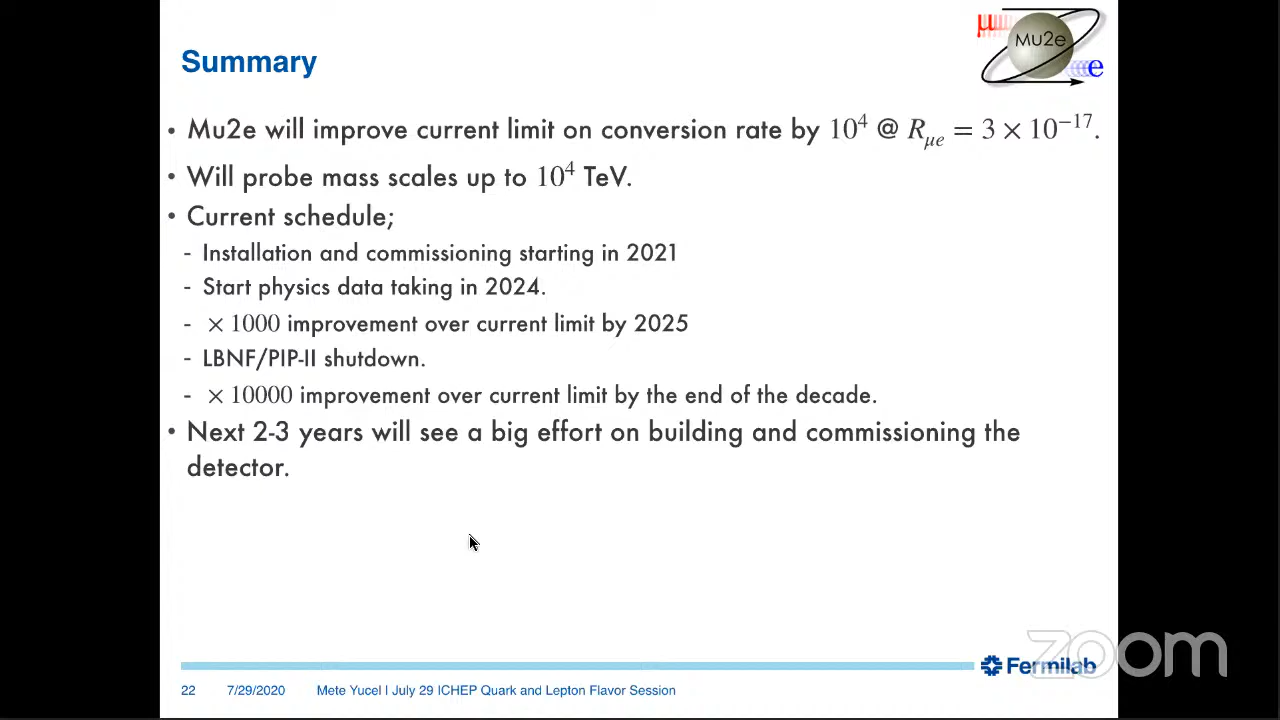 μ
Mu2e
e
Summary
• Mu2e will improve current limit on conversion rate by 10⁴ @ R_μe = 3 × 10⁻¹⁷.
• Will probe mass scales up to 10⁴ TeV.
• Current schedule;
- Installation and commissioning starting in 2021
- Start physics data taking in 2024.
- × 1000 improvement over current limit by 2025
- LBNF/PIP-II shutdown.
- × 10000 improvement over current limit by the end of the decade.
• Next 2-3 years will see a big effort on building and commissioning the
detector.
zoom
Fermilab
22 7/29/2020 Mete Yucel | July 29 ICHEP Quark and Lepton Flavor Session